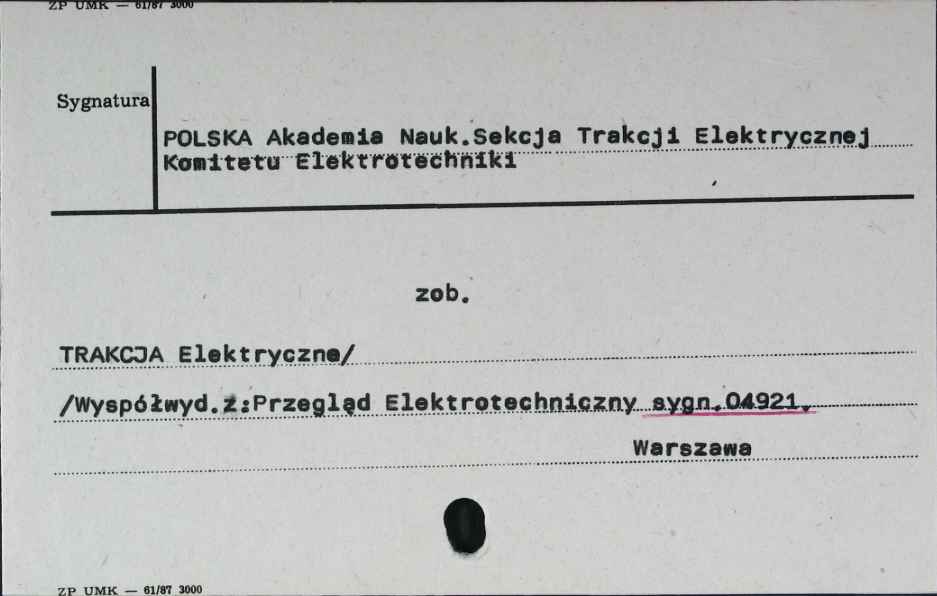 ZP UMK — 61/87 3000
Sygnatura
POLSKA Akademia Nauk.Sekcja Trakcji Elektrycznej
Komitetu Elektrotechniki
zob.
TRAKCJA Elektryczne/
/Wyspółwyd.z:Przegląd Elektrotechniczny sygn.04921.
Warszawa
ZP UMK — 61/87 3000